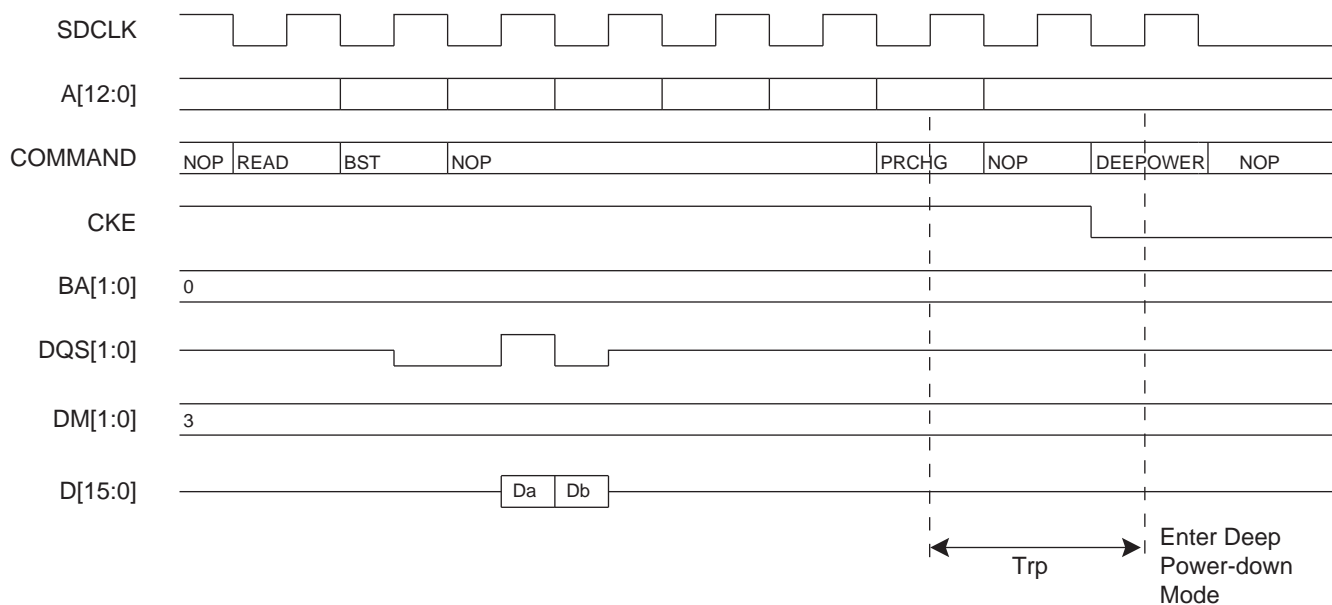 SDCLK
A[12:0]
COMMAND NOP READ BST NOP PRCHG NOP DEEPOWER NOP
CKE
BA[1:0] 0
DQS[1:0]
DM[1:0] 3
D[15:0] Da Db
Trp
Enter Deep
Power-down
Mode